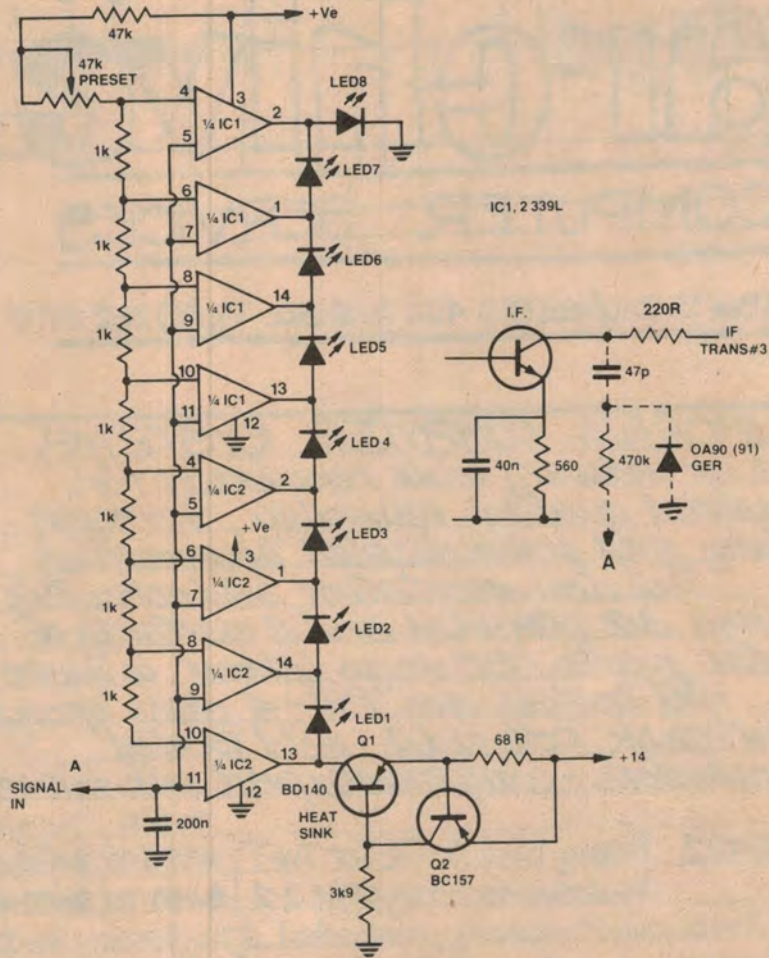 47k
+Ve
47k
PRESET
LED8
4
3
2
¼ IC1
5
1k
LED7
6
¼ IC1
1
IC1, 2 339L
7
1k
LED6
8
¼ IC1
14
I.F.
220R
9
IF
TRANS#3
1k
LED5
47p
10
¼ IC1
13
11
12
1k
LED 4
40n
560
470k
OA90 (91)
GER
4
¼ IC2
2
5
1k
+Ve
LED3
A
6
3
¼ IC2
1
7
1k
LED2
8
¼ IC2
14
9
1k
LED1
68 R
10
Q1
A
¼ IC2
13
+14
SIGNAL
IN
11
12
BD140
HEAT
SINK
200n
Q2
BC157
3k9